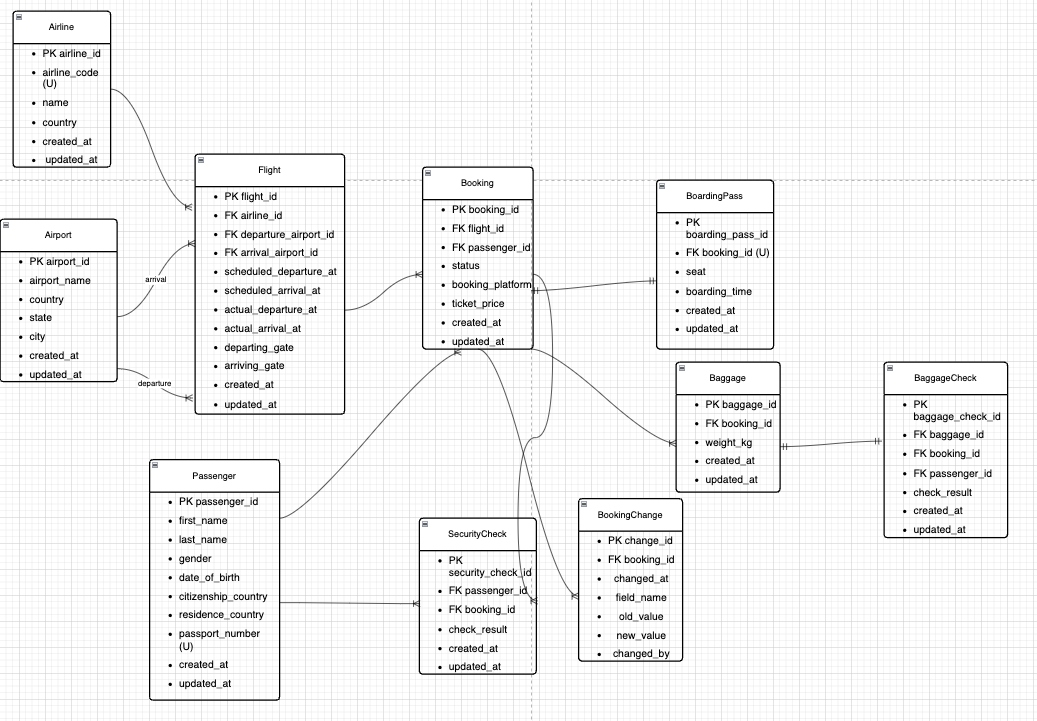 Airline
PK airline_id
airline_code
(U)
name
country
created_at
updated_at
Airport
PK airport_id
airport_name
country
state
city
created_at
updated_at
arrival
departure
Flight
PK flight_id
FK airline_id
FK departure_airport_id
FK arrival_airport_id
scheduled_departure_at
scheduled_arrival_at
actual_departure_at
actual_arrival_at
departing_gate
arriving_gate
created_at
updated_at
Booking
PK booking_id
FK flight_id
FK passenger_id
status
booking_platform
ticket_price
created_at
updated_at
BoardingPass
PK
boarding_pass_id
FK booking_id (U)
seat
boarding_time
created_at
updated_at
Baggage
PK baggage_id
FK booking_id
weight_kg
created_at
updated_at
BaggageCheck
PK
baggage_check_id
FK baggage_id
FK booking_id
FK passenger_id
check_result
created_at
updated_at
Passenger
PK passenger_id
first_name
last_name
gender
date_of_birth
citizenship_country
residence_country
passport_number
(U)
created_at
updated_at
SecurityCheck
PK
security_check_id
FK passenger_id
FK booking_id
check_result
created_at
updated_at
BookingChange
PK change_id
FK booking_id
changed_at
field_name
old_value
new_value
changed_by